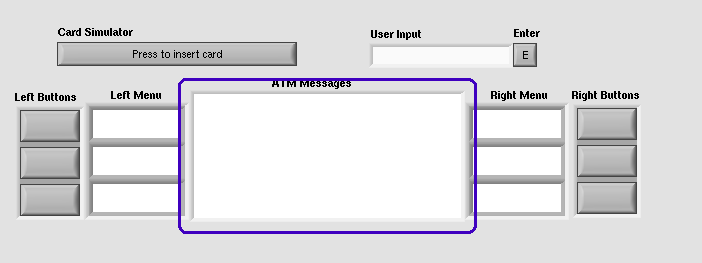 Card Simulator
Press to insert card
User Input
Enter
E
Left Buttons
Left Menu
ATM Messages
Right Menu
Right Buttons